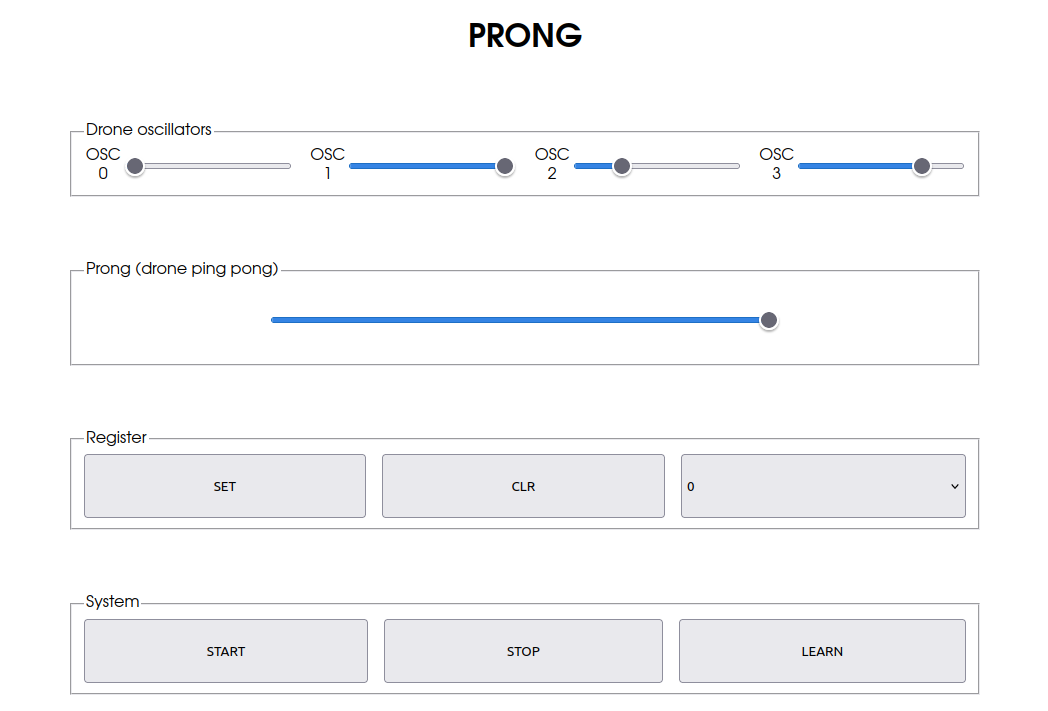 PRONG
Drone oscillators
OSC 0
OSC 1
OSC 2
OSC 3
Prong (drone ping pong)
Register
SET
CLR
0
System
START
STOP
LEARN